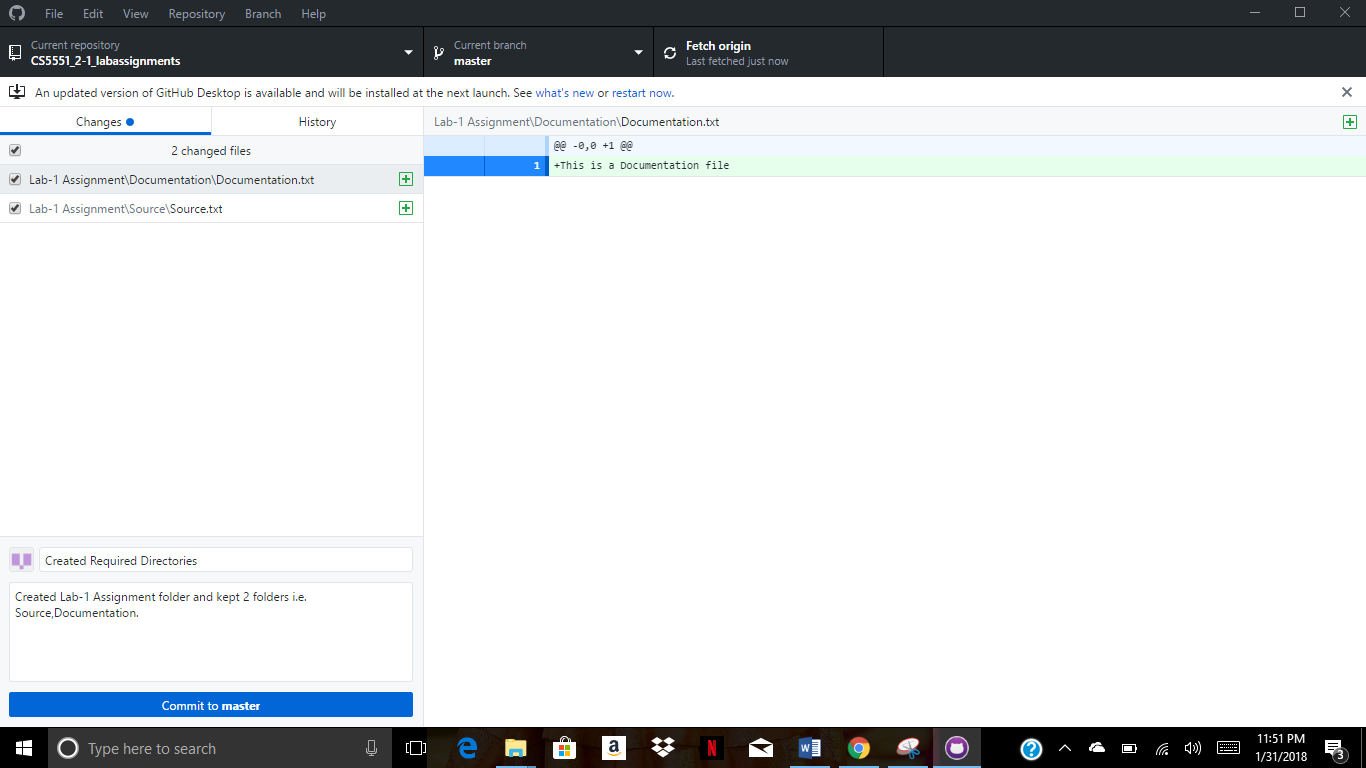 File Edit View Repository Branch Help
Current repository
CS5551_2-1_labassignments
Current branch
master
Fetch origin
Last fetched just now
An updated version of GitHub Desktop is available and will be installed at the next launch. See what's new or restart now.
Changes
History
2 changed files
Lab-1 Assignment\Documentation\Documentation.txt
Lab-1 Assignment\Source\Source.txt
Lab-1 Assignment\Documentation\Documentation.txt
@@ -0,0 +1 @@
1 +This is a Documentation file
Created Required Directories
Created Lab-1 Assignment folder and kept 2 folders i.e.
Source,Documentation.
Commit to master
Type here to search
11:51 PM
1/31/2018
3